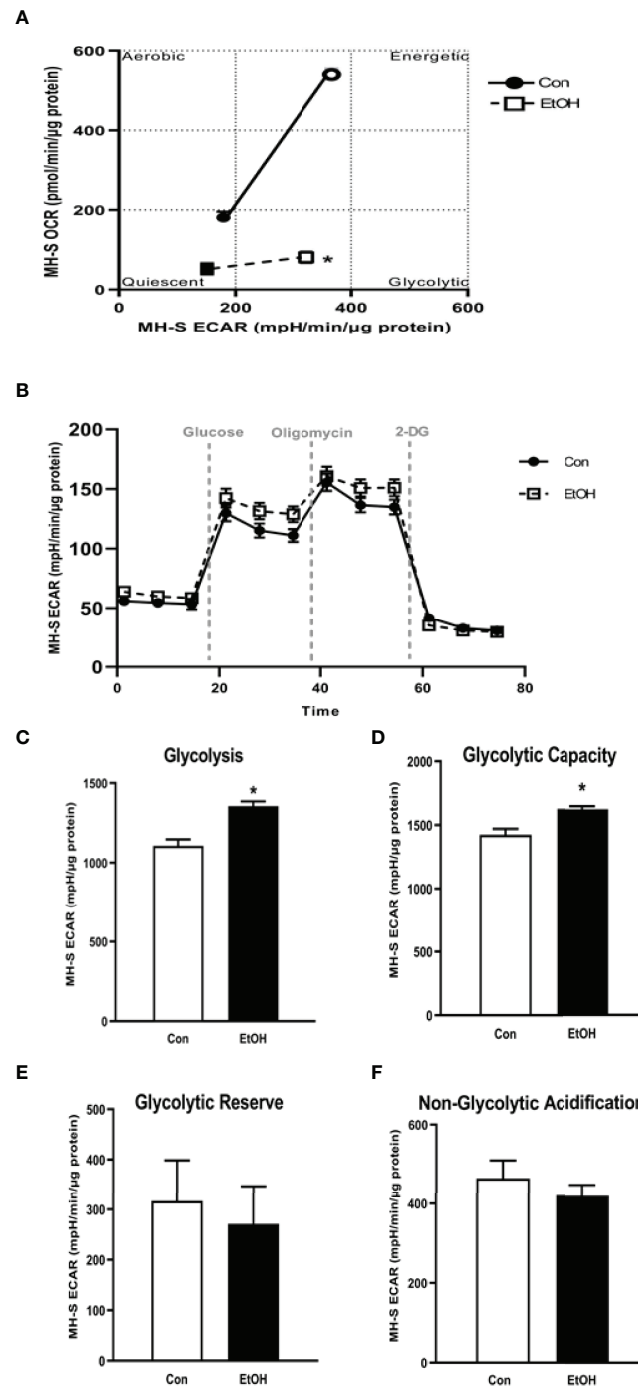 A
600
Aerobic
Energetic
Con
EtOH
400
200
*
Quiescent
Glycolytic
0
0
200
400
600
MH-S OCR (pmol/min/µg protein)
MH-S ECAR (mpH/min/µg protein)
B
200
Glucose
Oligomycin
2-DG
Con
EtOH
150
100
50
0
0
20
40
60
80
MH-S ECAR (mpH/min/µg protein)
Time
C
Glycolysis
1500
*
1000
500
0
Con
EtOH
MH-S ECAR (mpH/µg protein)
D
Glycolytic Capacity
2000
*
1500
1000
500
0
Con
EtOH
MH-S ECAR (mpH/µg protein)
E
Glycolytic Reserve
500
400
300
200
100
0
Con
EtOH
MH-S ECAR (mpH/min/µg protein)
F
Non-Glycolytic Acidification
600
400
200
0
Con
EtOH
MH-S ECAR (mpH/min/µg protein)